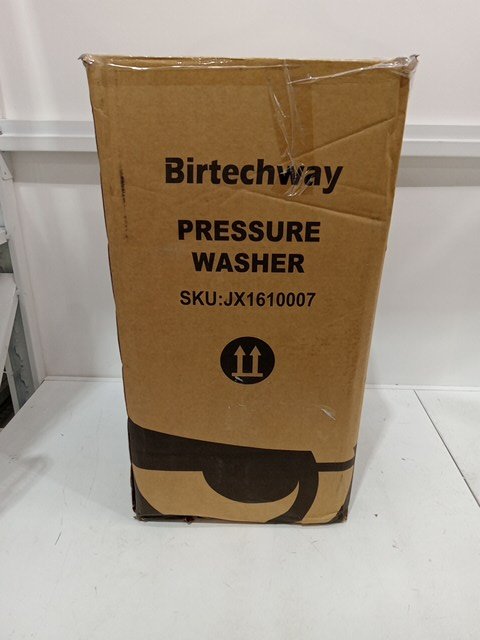 Birtechway
PRESSURE
WASHER
SKU:JX1610007